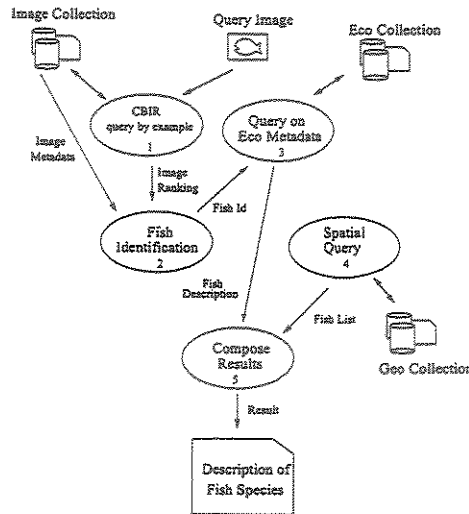 Image Collection
Query Image
Eco Collection
CBIR
query by example
1
Query on
Eco Metadata
3
Image
Metadata
Image
Ranking
Fish Id
Fish
Identification
2
Spatial
Query
4
Fish
Description
Fish List
Compose
Results
5
Geo Collection
Result
Description of
Fish Species